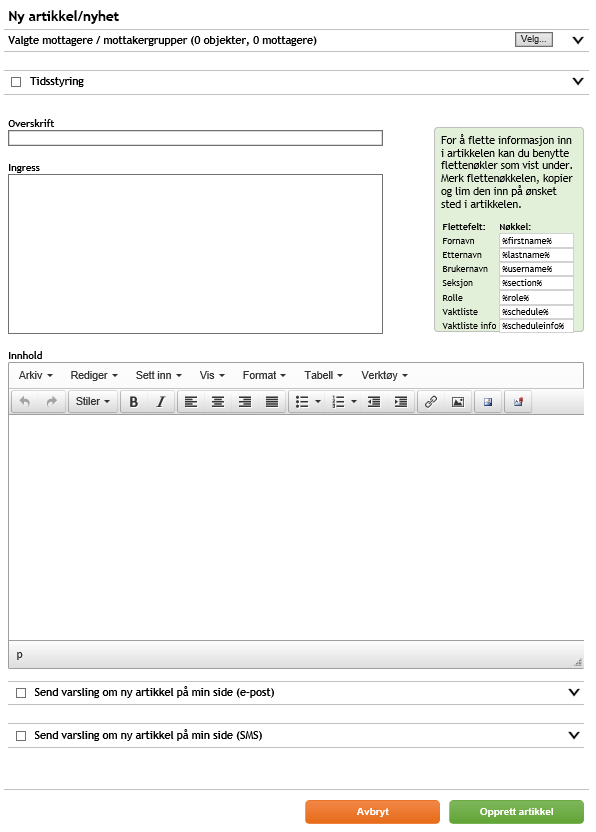 Ny artikkel/nyhet
Valgte mottagere / mottakergrupper (0 objekter, 0 mottagere)
Velg...
Tidsstyring
Overskrift
Ingress
For å flette informasjon inn
i artikkelen kan du benytte
flettenøkler som vist under.
Merk flettenøkkelen, kopier
og lim den inn på ønsket
sted i artikkelen.
Flettefelt: Nøkkel:
Fornavn %firstname%
Etternavn %lastname%
Brukernavn %username%
Seksjon %section%
Rolle %role%
Vaktliste %schedule%
Vaktliste info %scheduleinfo%
Innhold
Arkiv Rediger Sett inn Vis Format Tabell Verktøy
Stiler B I
p
Send varsling om ny artikkel på min side (e-post)
Send varsling om ny artikkel på min side (SMS)
Avbryt Opprett artikkel